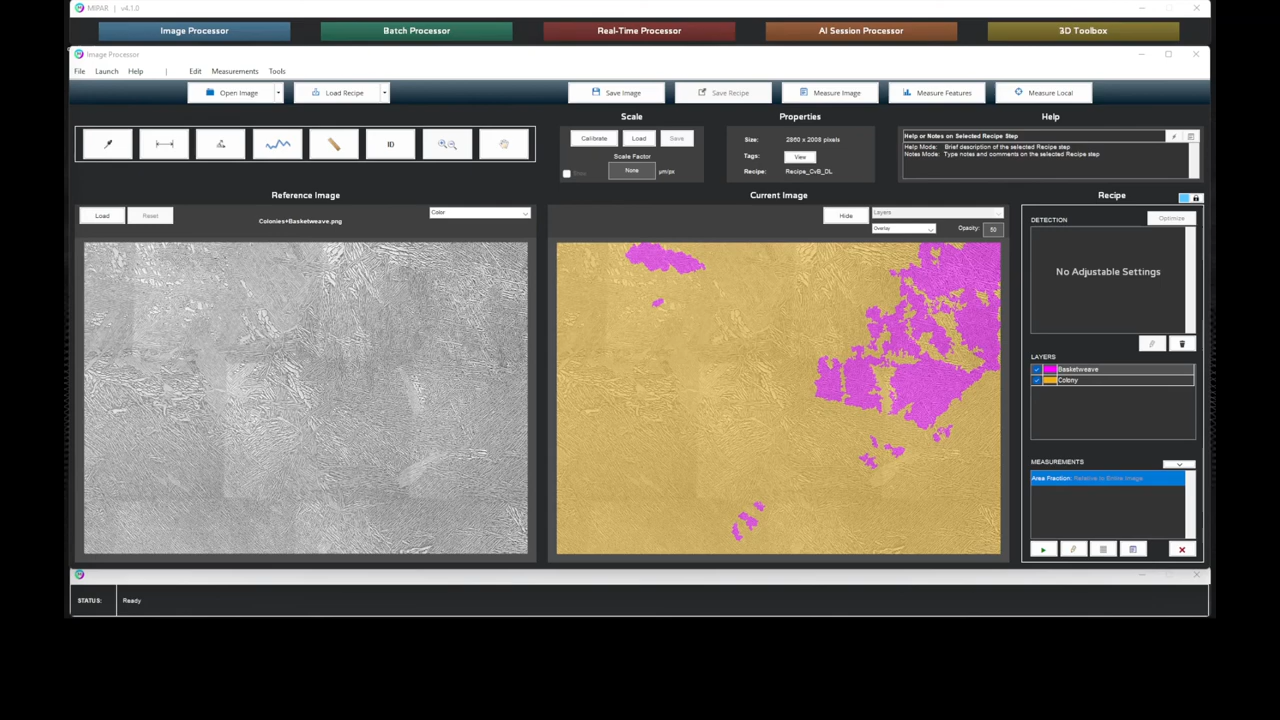 MIPAR | v4.1.0
Image Processor
Batch Processor
Real-Time Processor
AI Session Processor
3D Toolbox
Image Processor
File Launch Help | Edit Measurements Tools
Open Image
Load Recipe
Save Image
Save Recipe
Measure Image
Measure Features
Measure Local
Scale
Properties
Help
ID
Calibrate
Load
Save
Scale Factor
Show
None
µm/px
Size: 2860 x 2008 pixels
Tags: View
Recipe: Recipe_CvB_DL
Help or Notes on Selected Recipe Step
Help Mode: Brief description of the selected Recipe step
Notes Mode: Type notes and comments on the selected Recipe step
Reference Image
Load
Reset
Colonies+Basketweave.png
Color
Current Image
Hide
Layers
Overlay
Opacity: 50
Recipe
DETECTION
Optimize
No Adjustable Settings
LAYERS
Basketweave
Colony
MEASUREMENTS
Area Fraction: Relative to Entire Image
STATUS: Ready